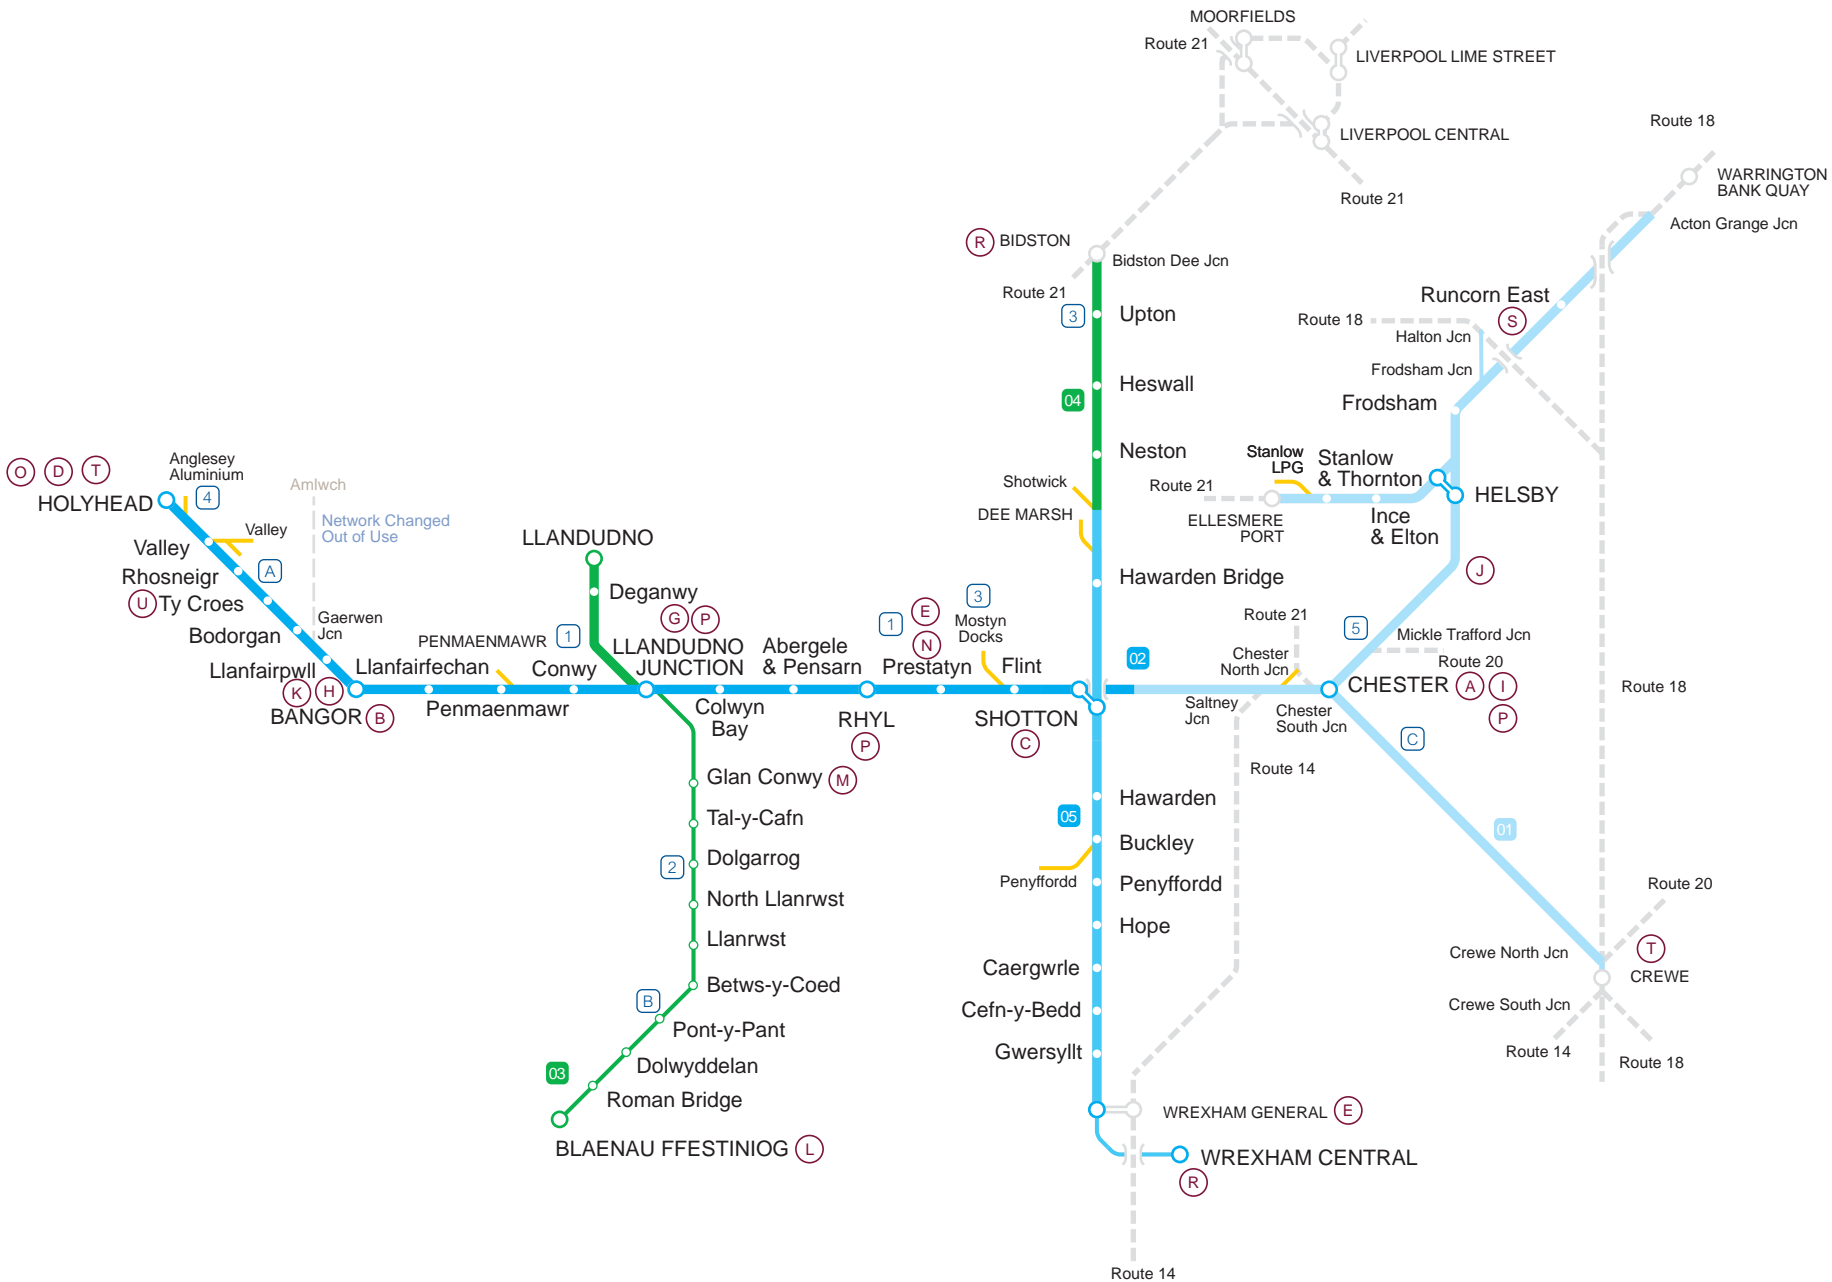 MOORFIELDS
Route 21
LIVERPOOL LIME STREET
LIVERPOOL CENTRAL
Route 21
Route 18
WARRINGTON
BANK QUAY
Acton Grange Jcn
R BIDSTON
Bidston Dee Jcn
Route 21
3
Upton
Heswall
04
Neston
Shotwick
DEE MARSH
Hawarden Bridge
Runcorn East
S
Route 18
Halton Jcn
Frodsham Jcn
Frodsham
Stanlow
LPG
Stanlow
& Thornton
Route 21
ELLESMERE
PORT
Ince
& Elton
HELSBY
J
O D T
HOLYHEAD
Anglesey
Aluminium
4
Valley
Valley
Rhosneigr
A
U Ty Croes
Bodorgan
Llanfairpwll
Amlwch
Network Changed
Out of Use
Gaerwen
Jcn
K H
BANGOR B
PENMAENMAWR
Llanfairfechan
Penmaenmawr
Conwy
1
LLANDUDNO
Deganwy
G P
LLANDUDNO
JUNCTION
Colwyn
Bay
Abergele
& Pensarn
RHYL
P
1
E
N
Prestatyn
3
Mostyn
Docks
Flint
SHOTTON
C
02
Saltney
Jcn
Route 21
Chester
North Jcn
Chester
South Jcn
5
Mickle Trafford Jcn
Route 20
CHESTER A I
P
Route 18
C
Route 14
01
Glan Conwy M
Tal-y-Cafn
2
Dolgarrog
North Llanrwst
Llanrwst
Betws-y-Coed
B
Pont-y-Pant
Dolwyddelan
03
Roman Bridge
BLAENAU FFESTINIOG L
Hawarden
05
Buckley
Penyffordd
Penyffordd
Hope
Caergwrle
Cefn-y-Bedd
Gwersyllt
WREXHAM GENERAL E
WREXHAM CENTRAL
R
Route 14
Route 20
Crewe North Jcn
T
CREWE
Crewe South Jcn
Route 14
Route 18